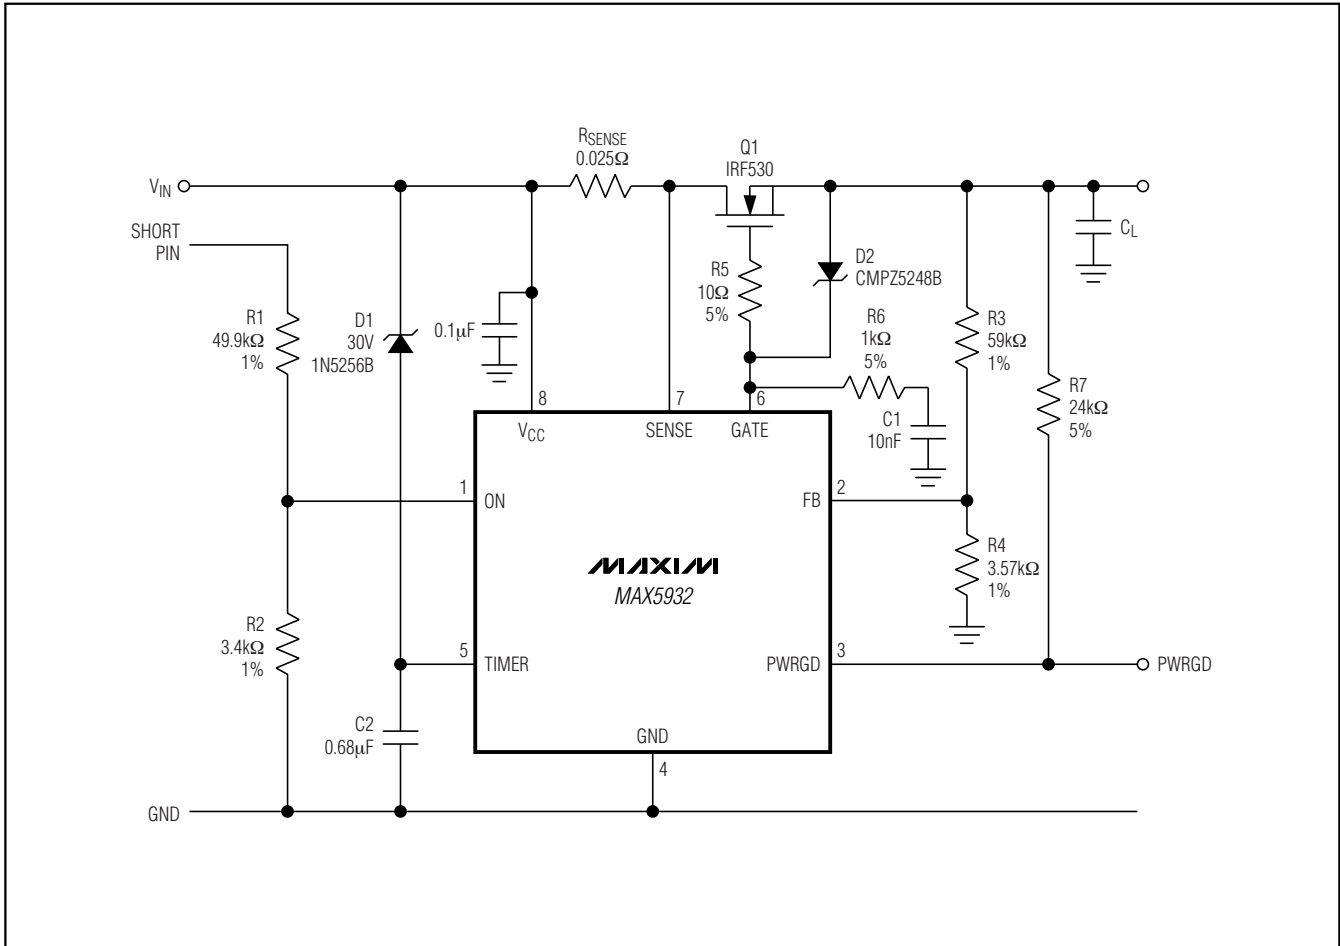 RSENSE
0.025Ω
Q1
IRF530
VIN
SHORT
PIN
R1
49.9kΩ
1%
D1
30V
1N5256B
0.1μF
R5
10Ω
5%
D2
CMPZ5248B
R6
1kΩ
5%
C1
10nF
R3
59kΩ
1%
R7
24kΩ
5%
CL
8
7
6
VCC
SENSE
GATE
1
ON
FB
2
MAXIM
MAX5932
R4
3.57kΩ
1%
R2
3.4kΩ
1%
5
TIMER
PWRGD
3
PWRGD
C2
0.68μF
GND
4
GND